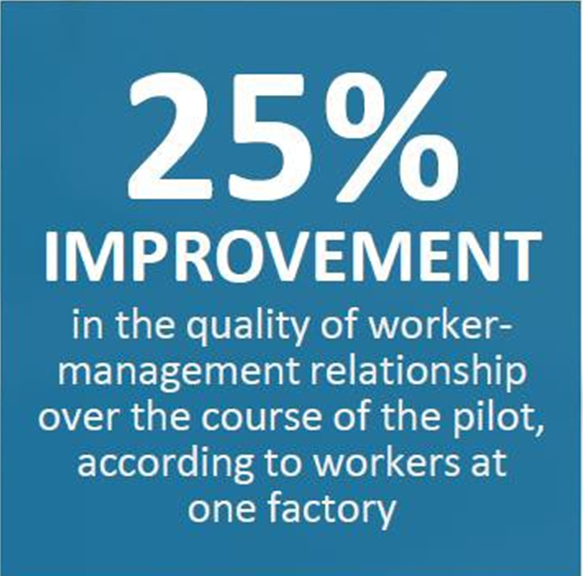 25%
IMPROVEMENT
in the quality of worker-
management relationship
over the course of the pilot,
according to workers at
one factory